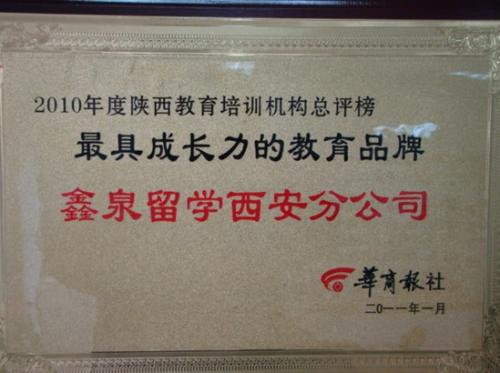 2010年度陕西教育培训机构总评榜
最具成长力的教育品牌
鑫泉留学西安分公司
華商報社
二0一一年一月